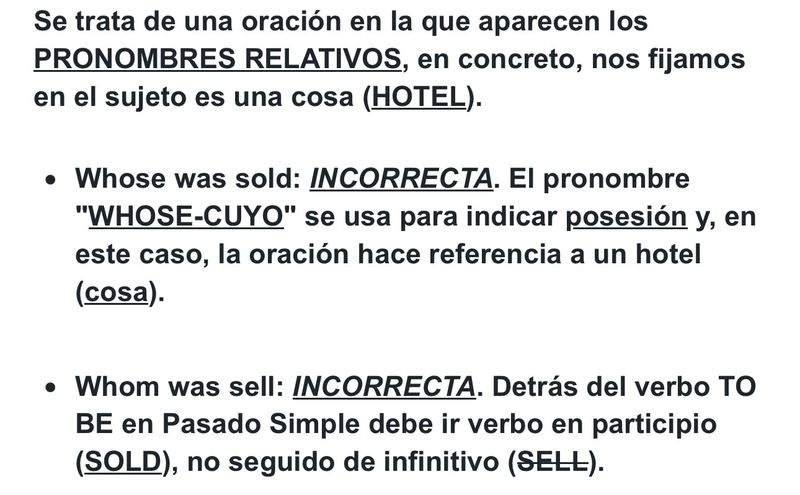 Se trata de una oración en la que aparecen los
PRONOMBRES RELATIVOS, en concreto, nos fijamos
en el sujeto es una cosa (HOTEL).
• Whose was sold: INCORRECTA. El pronombre
"WHOSE-CUYO" se usa para indicar posesión y, en
este caso, la oración hace referencia a un hotel
(cosa).
• Whom was sell: INCORRECTA. Detrás del verbo TO
BE en Pasado Simple debe ir verbo en participio
(SOLD), no seguido de infinitivo (SELL).